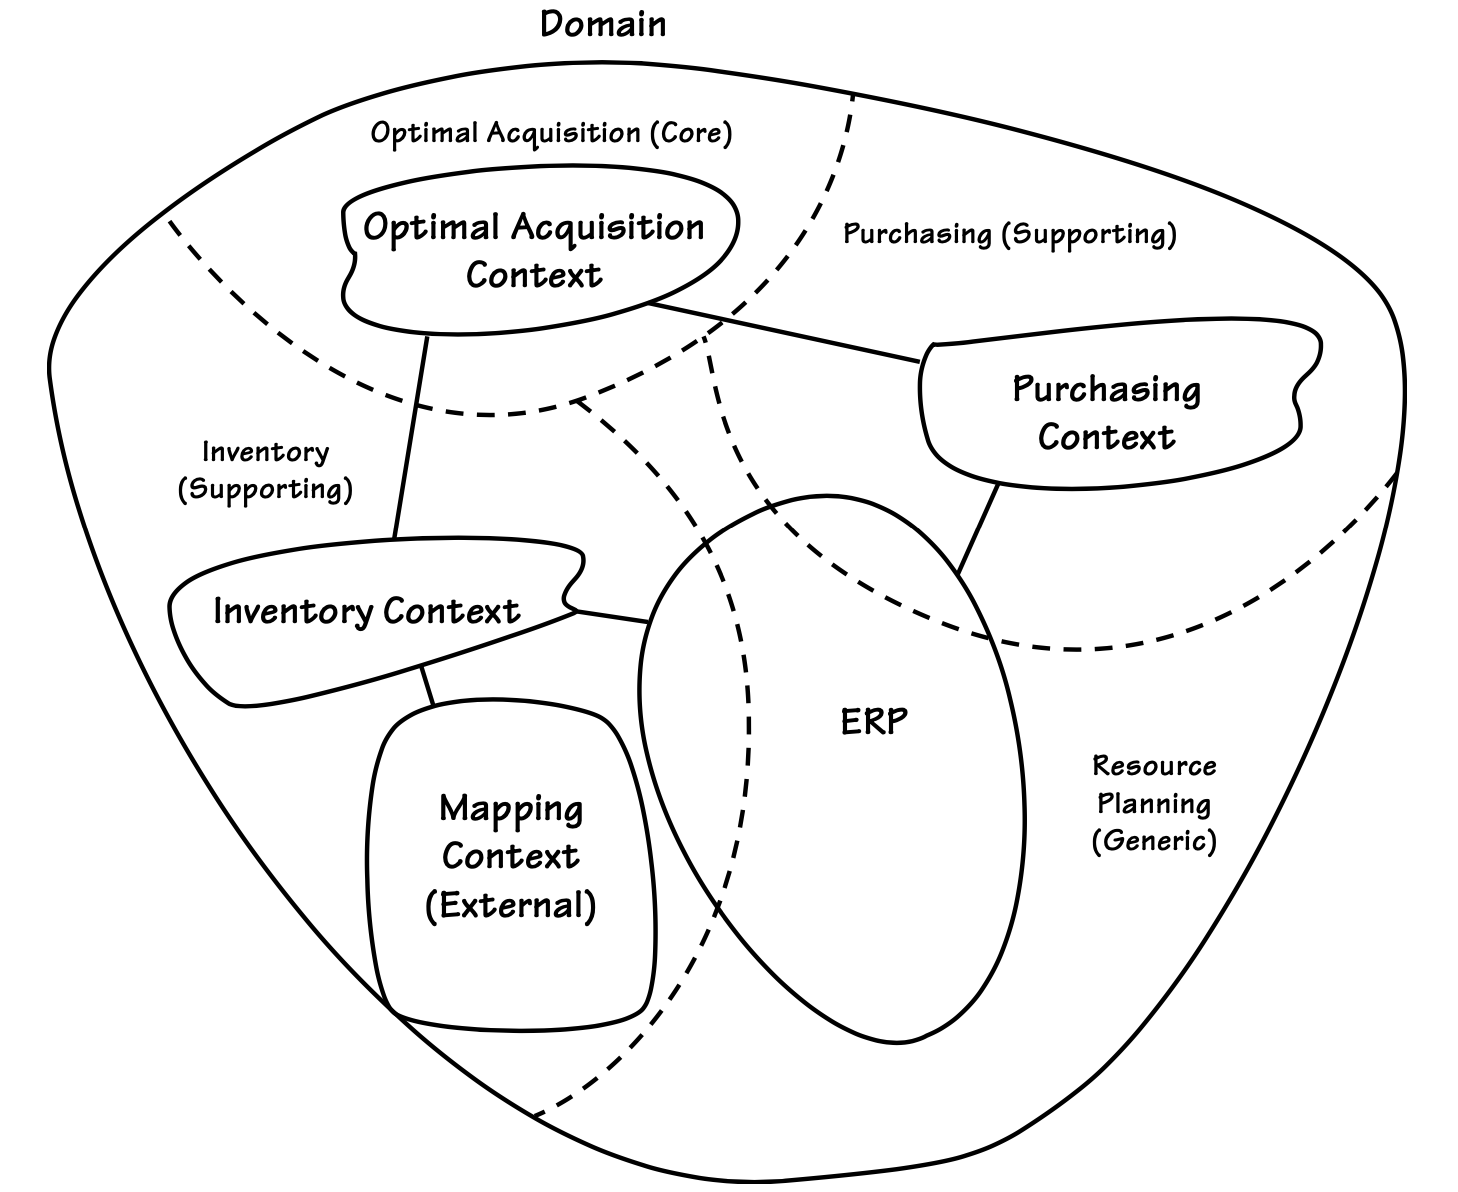 Domain
Optimal Acquisition (Core)
Optimal Acquisition
Context
Purchasing (Supporting)
Purchasing
Context
Inventory
(Supporting)
Inventory Context
ERP
Mapping
Context
(External)
Resource
Planning
(Generic)